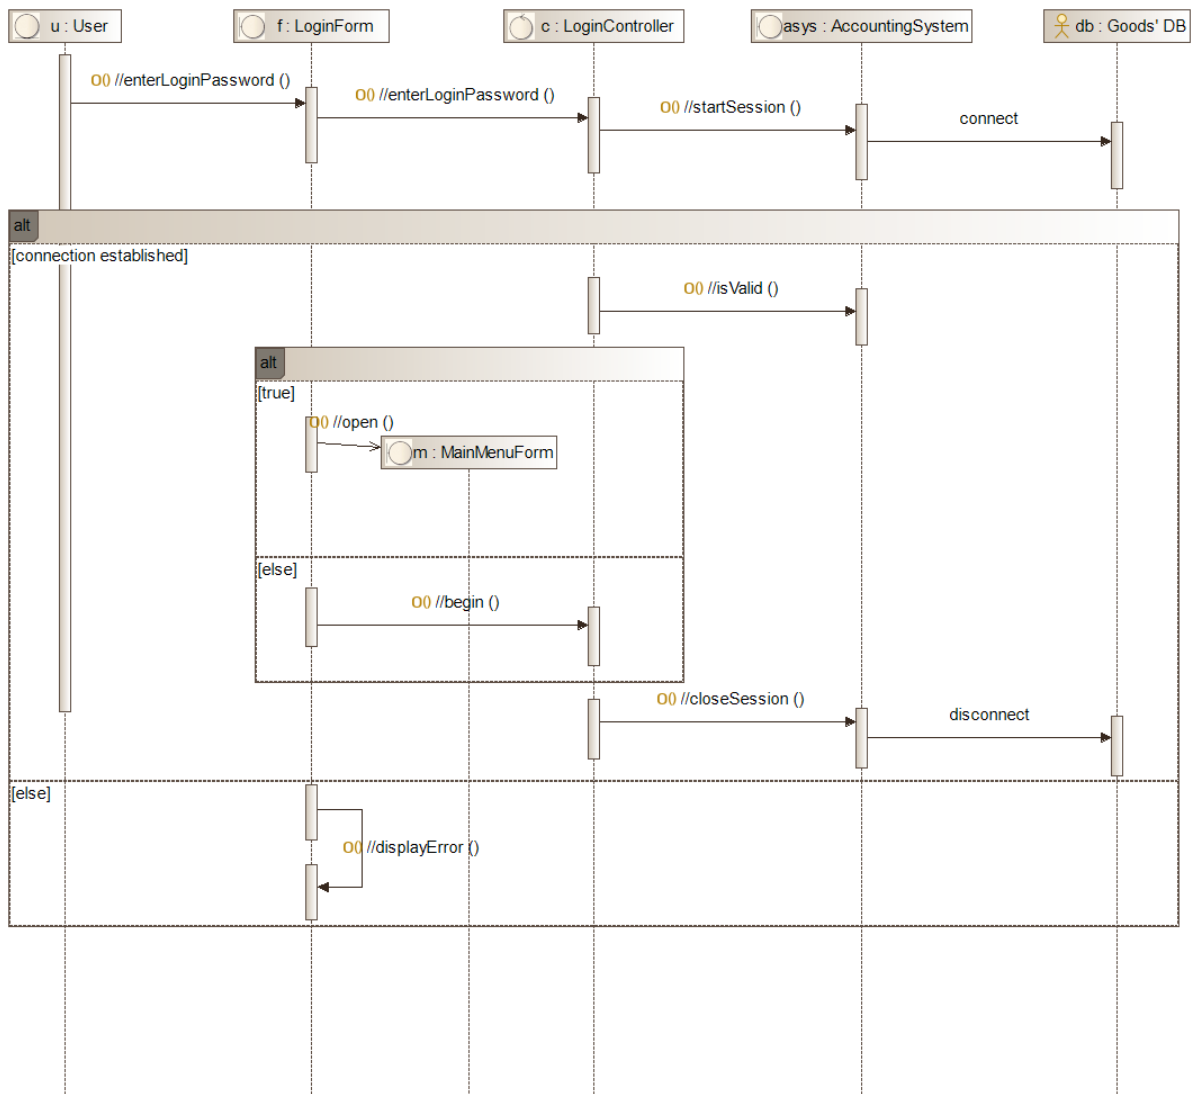 u : User
f : LoginForm
c : LoginController
asys : AccountingSystem
db : Goods' DB
O() //enterLoginPassword ()
O() //enterLoginPassword ()
O() //startSession ()
connect
alt
[connection established]
O() //isValid ()
alt
[true]
O() //open ()
m : MainMenuForm
[else]
O() //begin ()
O() //closeSession ()
disconnect
[else]
O() //displayError ()